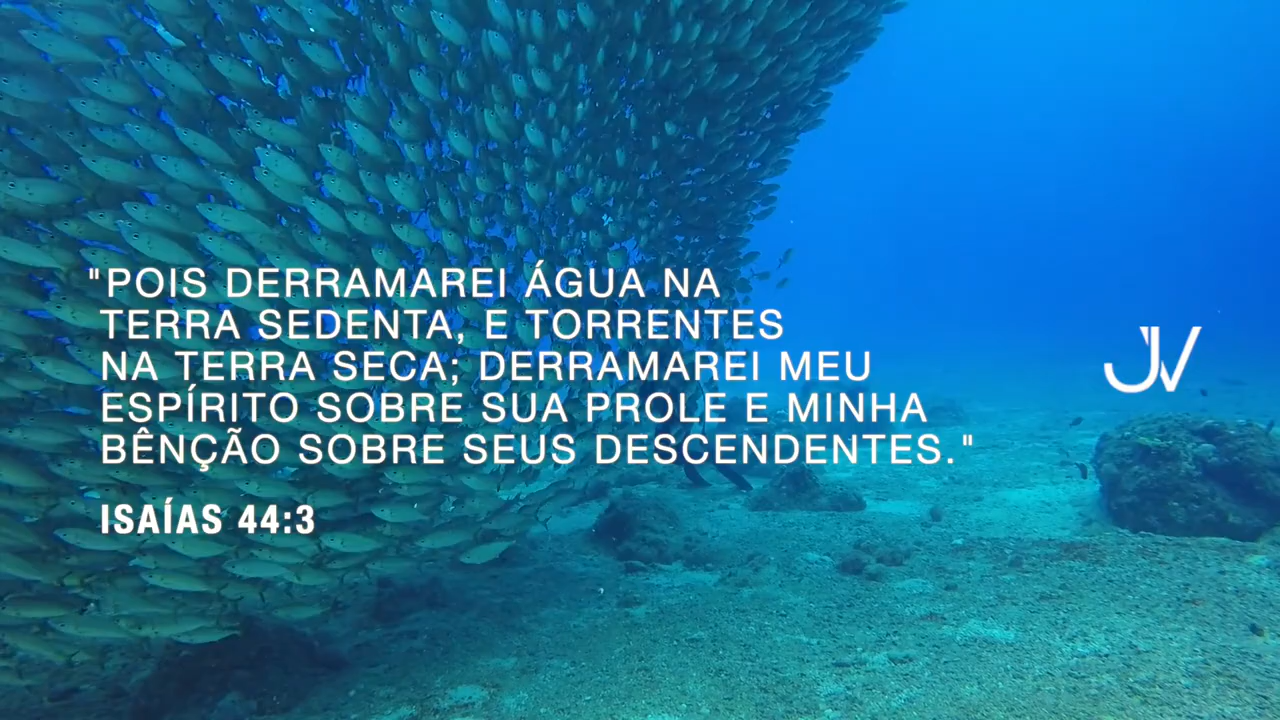 "POIS DERRAMAREI ÁGUA NA
TERRA SEDENTA, E TORRENTES
NA TERRA SECA; DERRAMAREI MEU
ESPÍRITO SOBRE SUA PROLE E MINHA
BÊNÇÃO SOBRE SEUS DESCENDENTES."
ISAÍAS 44:3
JV